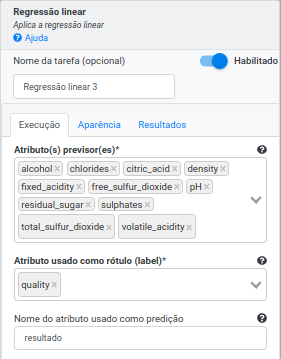 Regressão linear
Aplica a regressão linear
Ajuda
Nome da tarefa (opcional) Habilitado
Regressão linear 3
Execução Aparência Resultados
Atributo(s) previsor(es)*
alcohol × chlorides × citric_acid × density ×
fixed_acidity × free_sulfur_dioxide × pH ×
residual_sugar × sulphates ×
total_sulfur_dioxide × volatile_acidity ×
Atributo usado como rótulo (label)*
quality ×
Nome do atributo usado como predição
resultado